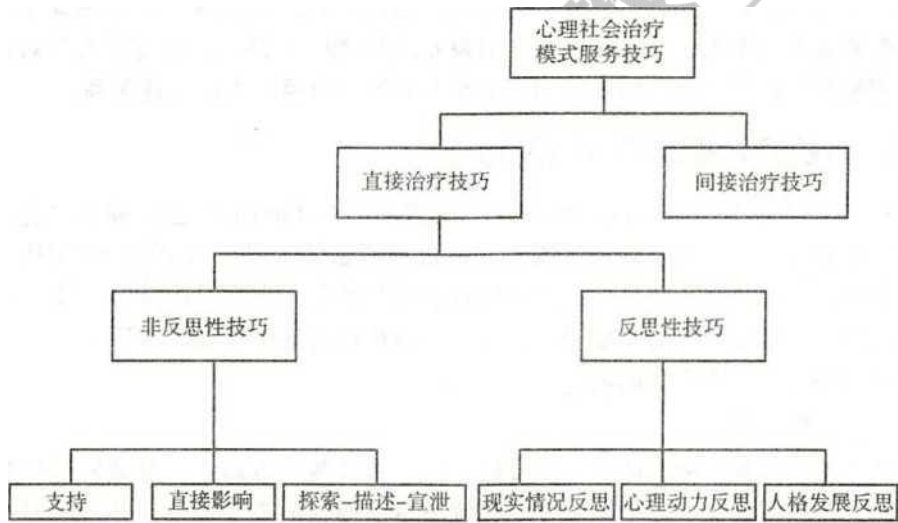 心理社会治疗
模式服务技巧
直接治疗技巧
间接治疗技巧
非反思性技巧
反思性技巧
支持
直接影响
探索-描述-宣泄
现实情况反思
心理动力反思
人格发展反思